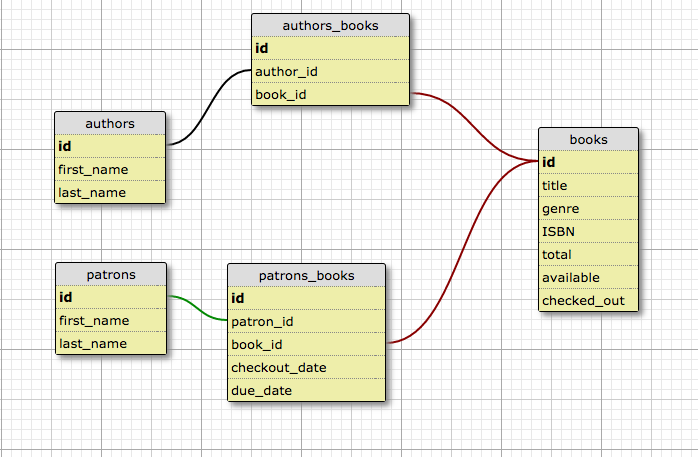 authors_books
id
author_id
book_id
authors
id
first_name
last_name
books
id
title
genre
ISBN
total
available
checked_out
patrons
id
first_name
last_name
patrons_books
id
patron_id
book_id
checkout_date
due_date